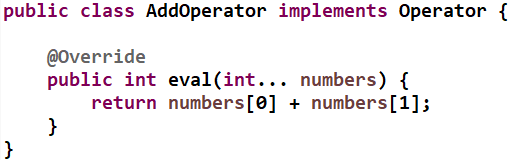 public class AddOperator implements Operator {
@Override
public int eval(int... numbers) {
return numbers[0] + numbers[1];
}
}